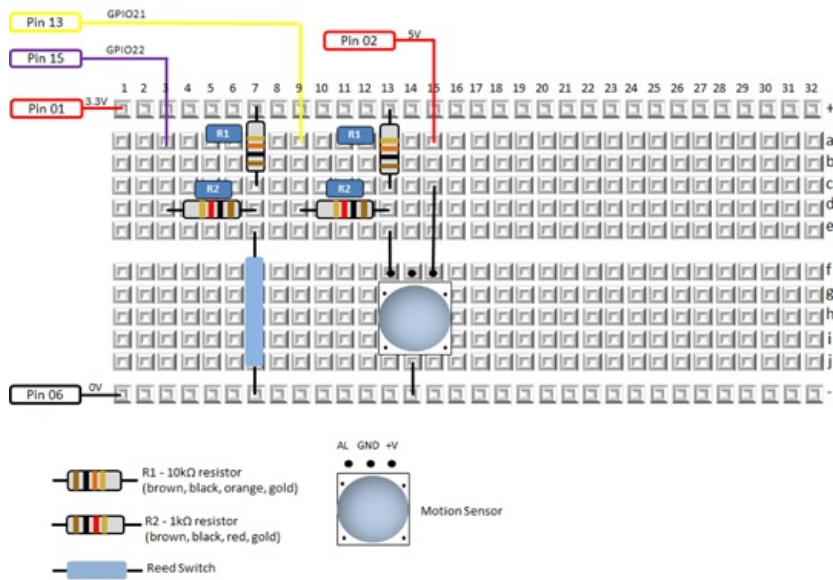 Pin 13
GPIO21
Pin 15
GPIO22
Pin 02
5V
Pin 01
3.3V
1 2 3 4 5 6 7 8 9 10 11 12 13 14 15 16 17 18 19 20 21 22 23 24 25 26 27 28 29 30 31 32
+
R1
R1
a
b
R2
R2
c
d
e
f
g
h
i
j
Pin 06
0V
-
R1 - 10kΩ resistor
(brown, black, orange, gold)
R2 - 1kΩ resistor
(brown, black, red, gold)
Reed Switch
AL GND +V
Motion Sensor